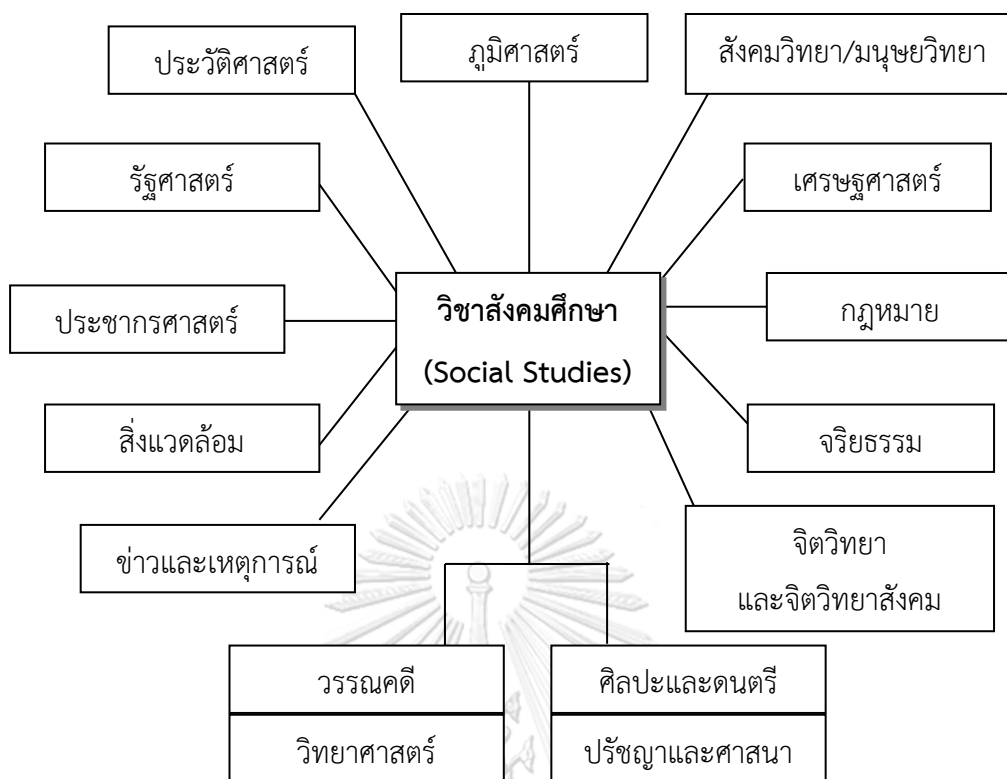 ประวัติศาสตร์
ภูมิศาสตร์
สังคมวิทยา/มนุษยวิทยา
รัฐศาสตร์
เศรษฐศาสตร์
วิชาสังคมศึกษา
(Social Studies)
ประชากรศาสตร์
กฎหมาย
สิ่งแวดล้อม
จริยธรรม
ข่าวและเหตุการณ์
จิตวิทยา
และจิตวิทยาสังคม
วรรณคดี
ศิลปะและดนตรี
วิทยาศาสตร์
ปรัชญาและศาสนา